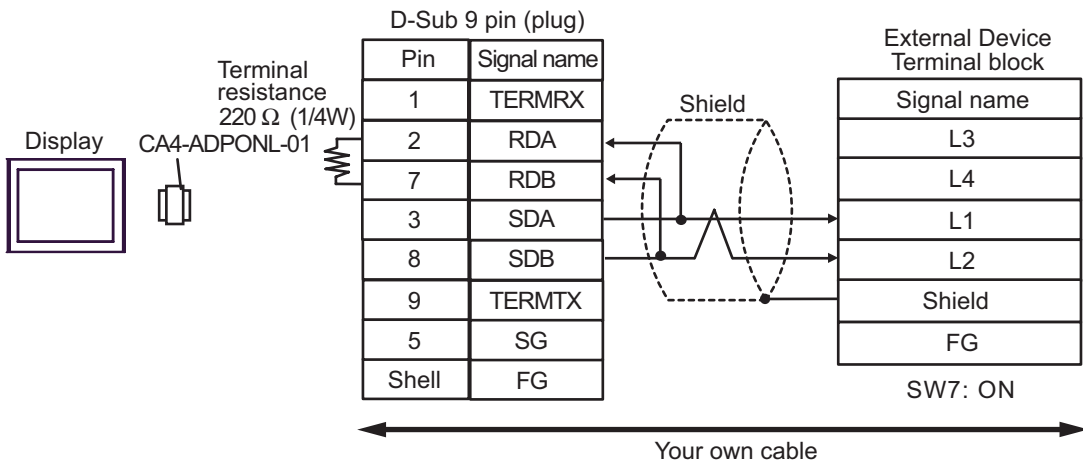 D-Sub 9 pin (plug)
Pin Signal name
1 TERMRX
2 RDA
7 RDB
3 SDA
8 SDB
9 TERMTX
5 SG
Shell FG
Terminal
resistance
220 Ω (1/4W)
Display
CA4-ADPONL-01
Shield
External Device
Terminal block
Signal name
L3
L4
L1
L2
Shield
FG
SW7: ON
Your own cable